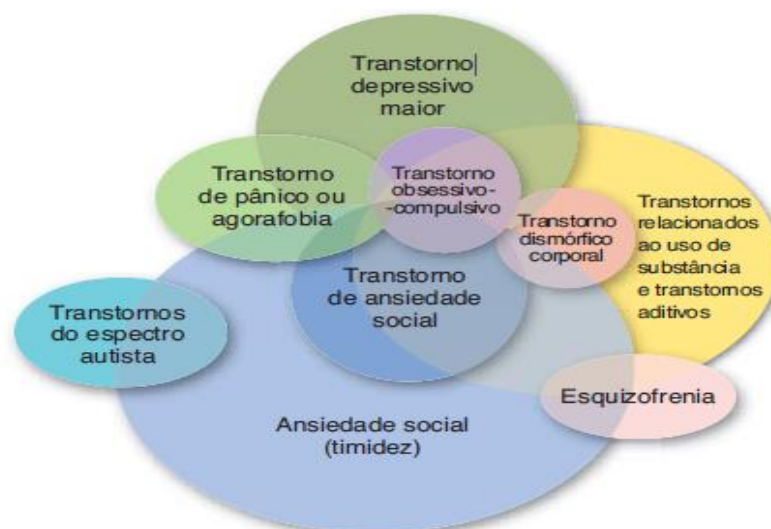 Transtorno
depressivo
maior
Transtorno
de pânico ou
agorafobia
Transtorno
obsessivo-
-compulsivo
Transtorno
dismórfico
corporal
Transtornos
relacionados
ao uso de
substância
e transtornos
aditivos
Transtorno
de ansiedade
social
Transtornos
do espectro
autista
Esquizofrenia
Ansiedade social
(timidez)